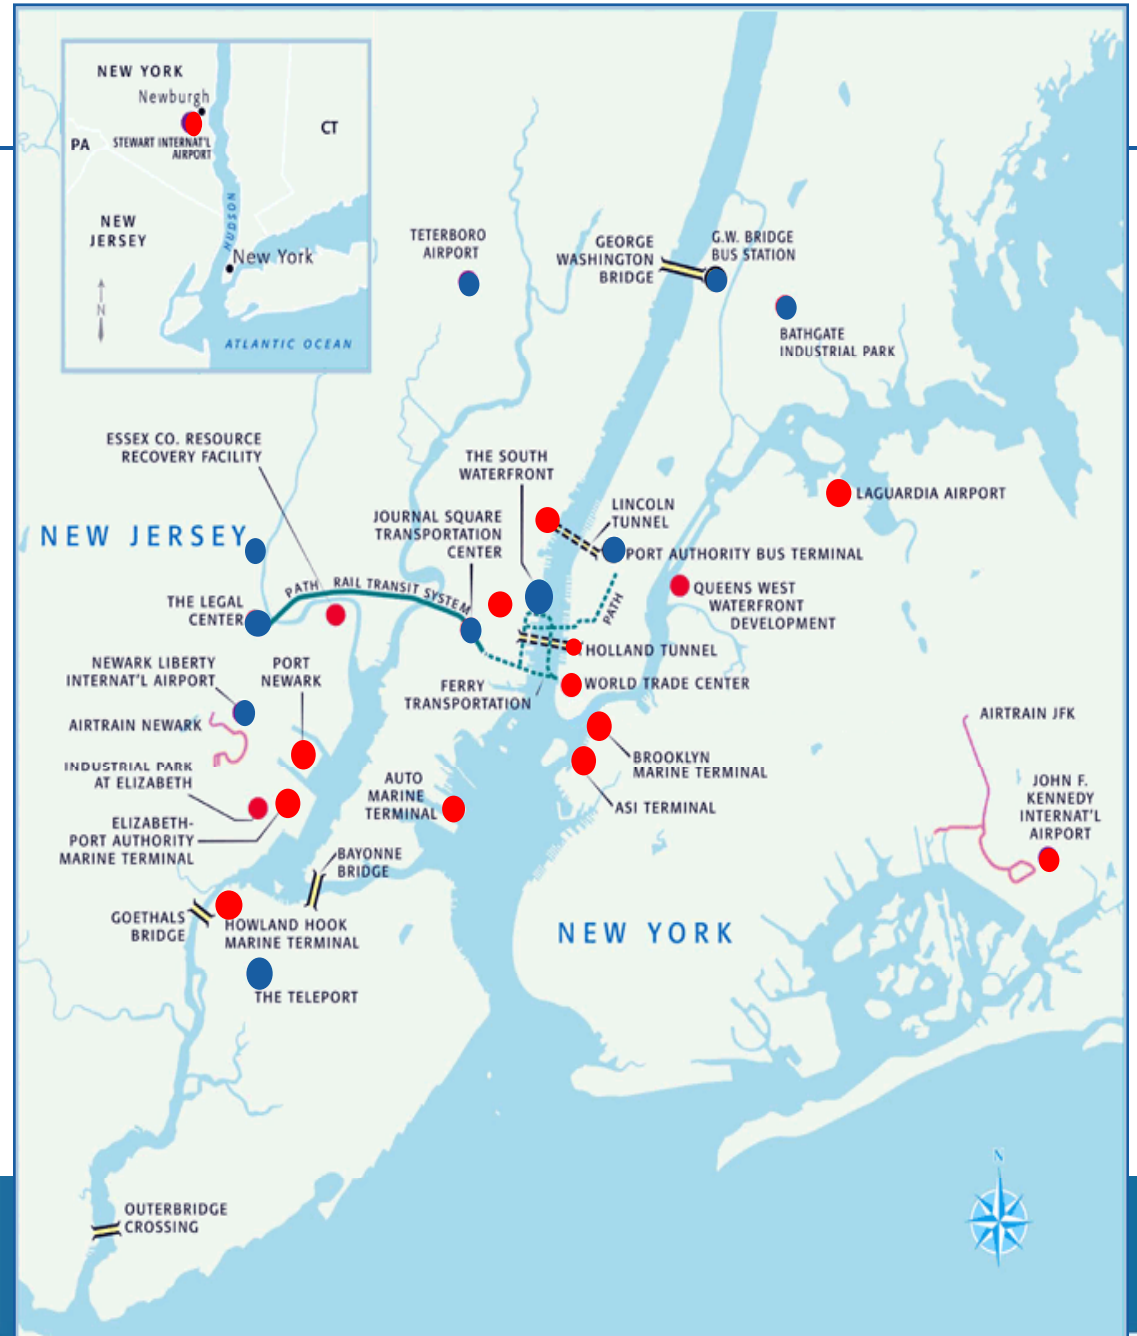 NEW YORK
Newburgh
STEWART INTERNAT'L
AIRPORT
PA
CT
NEW
JERSEY
HUDSON
New York
N
ATLANTIC OCEAN
TETERBORO
AIRPORT
GEORGE
WASHINGTON
BRIDGE
G.W. BRIDGE
BUS STATION
BATHGATE
INDUSTRIAL PARK
ESSEX CO. RESOURCE
RECOVERY FACILITY
THE SOUTH
WATERFRONT
LAGUARDIA AIRPORT
LINCOLN
TUNNEL
JOURNAL SQUARE
TRANSPORTATION
CENTER
NEW JERSEY
PORT AUTHORITY BUS TERMINAL
PATH RAIL TRANSIT SYSTEM
PATH
QUEENS WEST
WATERFRONT
DEVELOPMENT
THE LEGAL
CENTER
HOLLAND TUNNEL
NEWARK LIBERTY
INTERNAT'L AIRPORT
PORT
NEWARK
FERRY
TRANSPORTATION
WORLD TRADE CENTER
AIRTRAIN NEWARK
AIRTRAIN JFK
BROOKLYN
MARINE TERMINAL
INDUSTRIAL PARK
AT ELIZABETH
AUTO
MARINE
TERMINAL
ASI TERMINAL
JOHN F.
KENNEDY
INTERNAT'L
AIRPORT
ELIZABETH-
PORT AUTHORITY
MARINE TERMINAL
BAYONNE
BRIDGE
GOETHALS
BRIDGE
HOWLAND HOOK
MARINE TERMINAL
NEW YORK
THE TELEPORT
N
OUTERBRIDGE
CROSSING